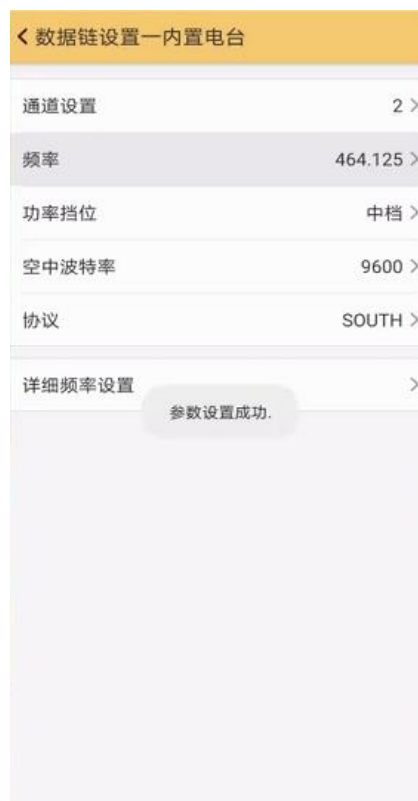 数据链设置一内置电台
通道设置 2
频率 464.125
功率挡位 中档
空中波特率 9600
协议 SOUTH
详细频率设置
参数设置成功.